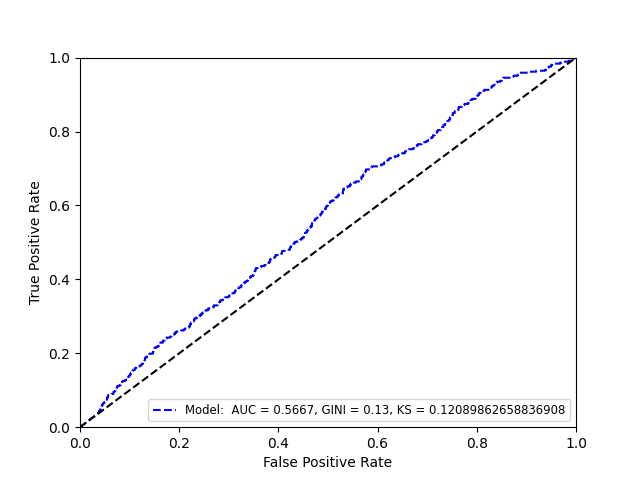 1.0
0.8
0.6
0.4
0.2
0.0
True Positive Rate
Model:  AUC = 0.5667, GINI = 0.13, KS = 0.12089862658836908
0.0 0.2 0.4 0.6 0.8 1.0
False Positive Rate